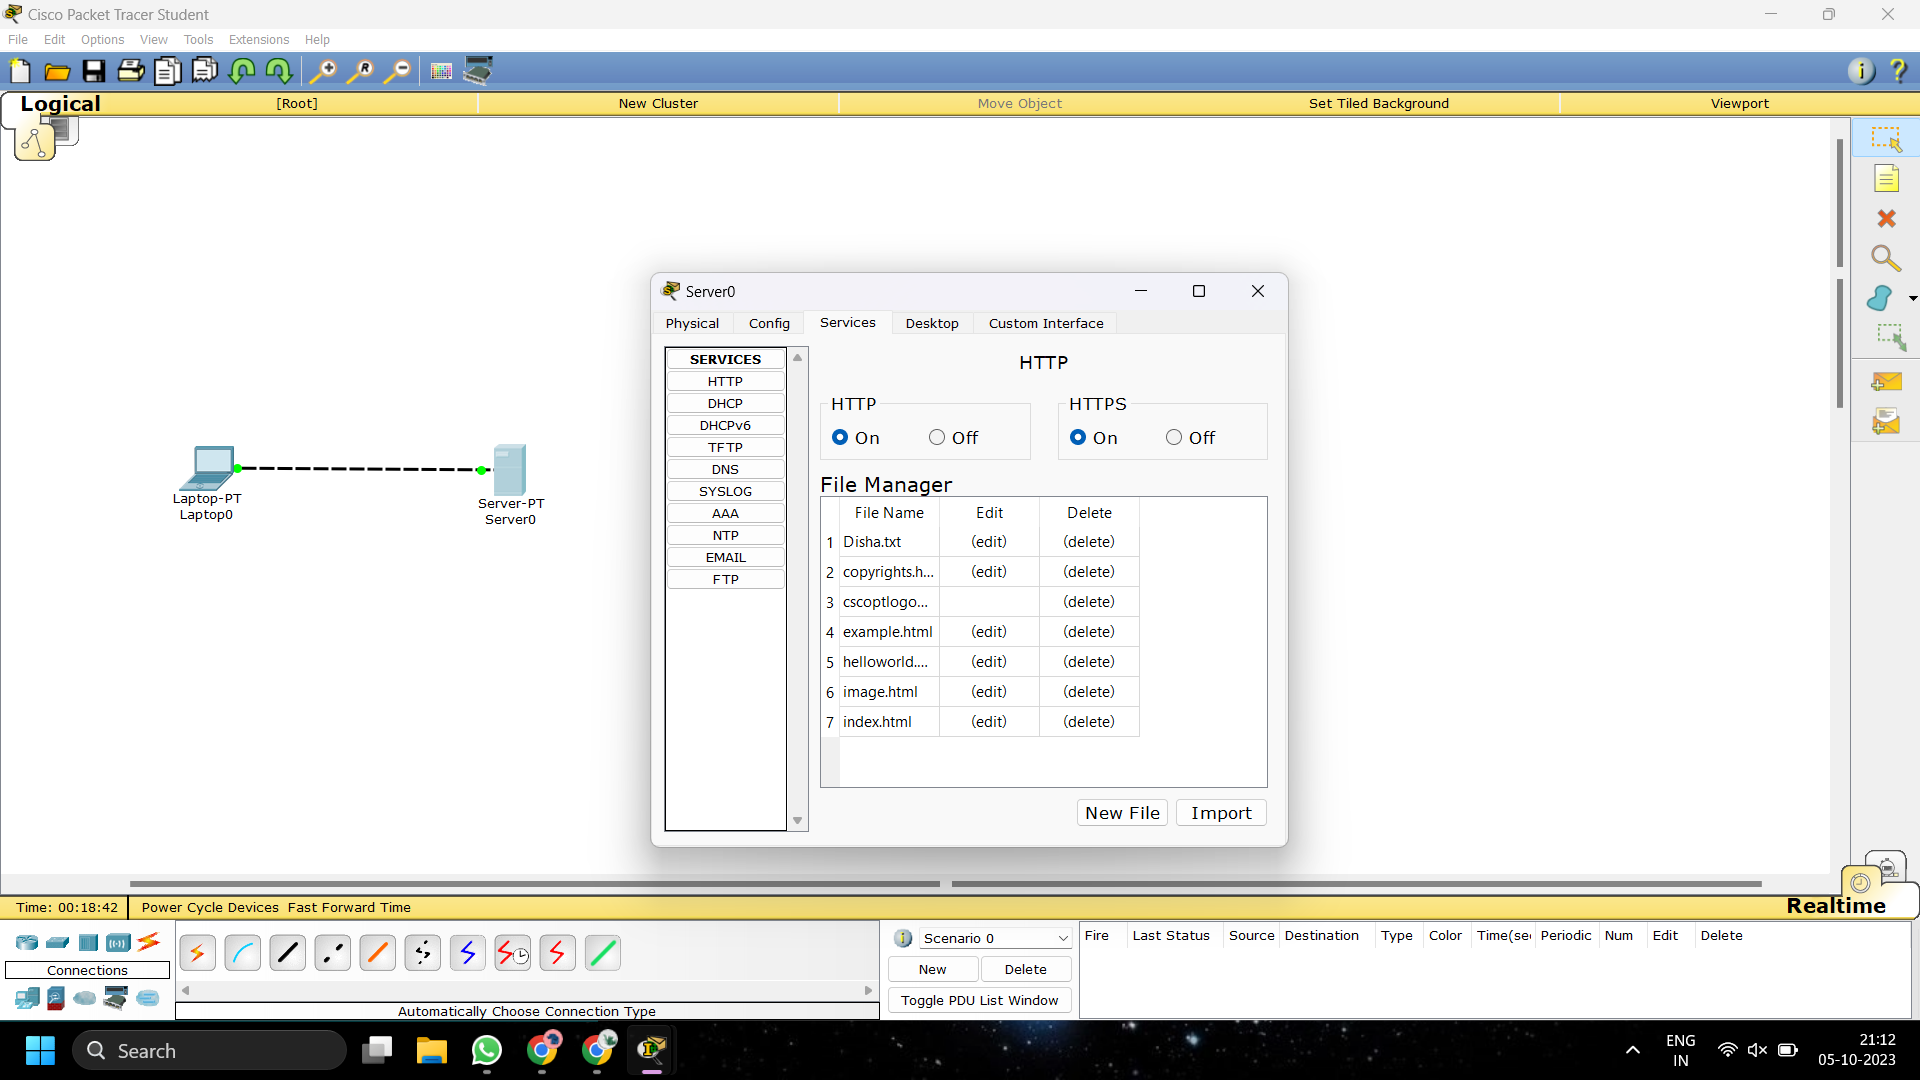 Cisco Packet Tracer Student
File Edit Options View Tools Extensions Help
Logical [Root] New Cluster Move Object Set Tiled Background Viewport
Server0
Physical Config Services Desktop Custom Interface
SERVICES
HTTP
DHCP
DHCPv6
TFTP
DNS
SYSLOG
AAA
NTP
EMAIL
FTP
HTTP
HTTP HTTPS
On Off On Off
File Manager
File Name Edit Delete
1 Disha.txt (edit) (delete)
2 copyrights.h... (edit) (delete)
3 cscoptlogo... (delete)
4 example.html (edit) (delete)
5 helloworld.... (edit) (delete)
6 image.html (edit) (delete)
7 index.html (edit) (delete)
New File Import
Laptop-PT
Laptop0
Server-PT
Server0
Time: 00:18:42 Power Cycle Devices Fast Forward Time Realtime
Connections
Automatically Choose Connection Type
Scenario 0
New Delete
Toggle PDU List Window
Fire Last Status Source Destination Type Color Time(sec Periodic Num Edit Delete
Search
ENG
IN
21:12
05-10-2023